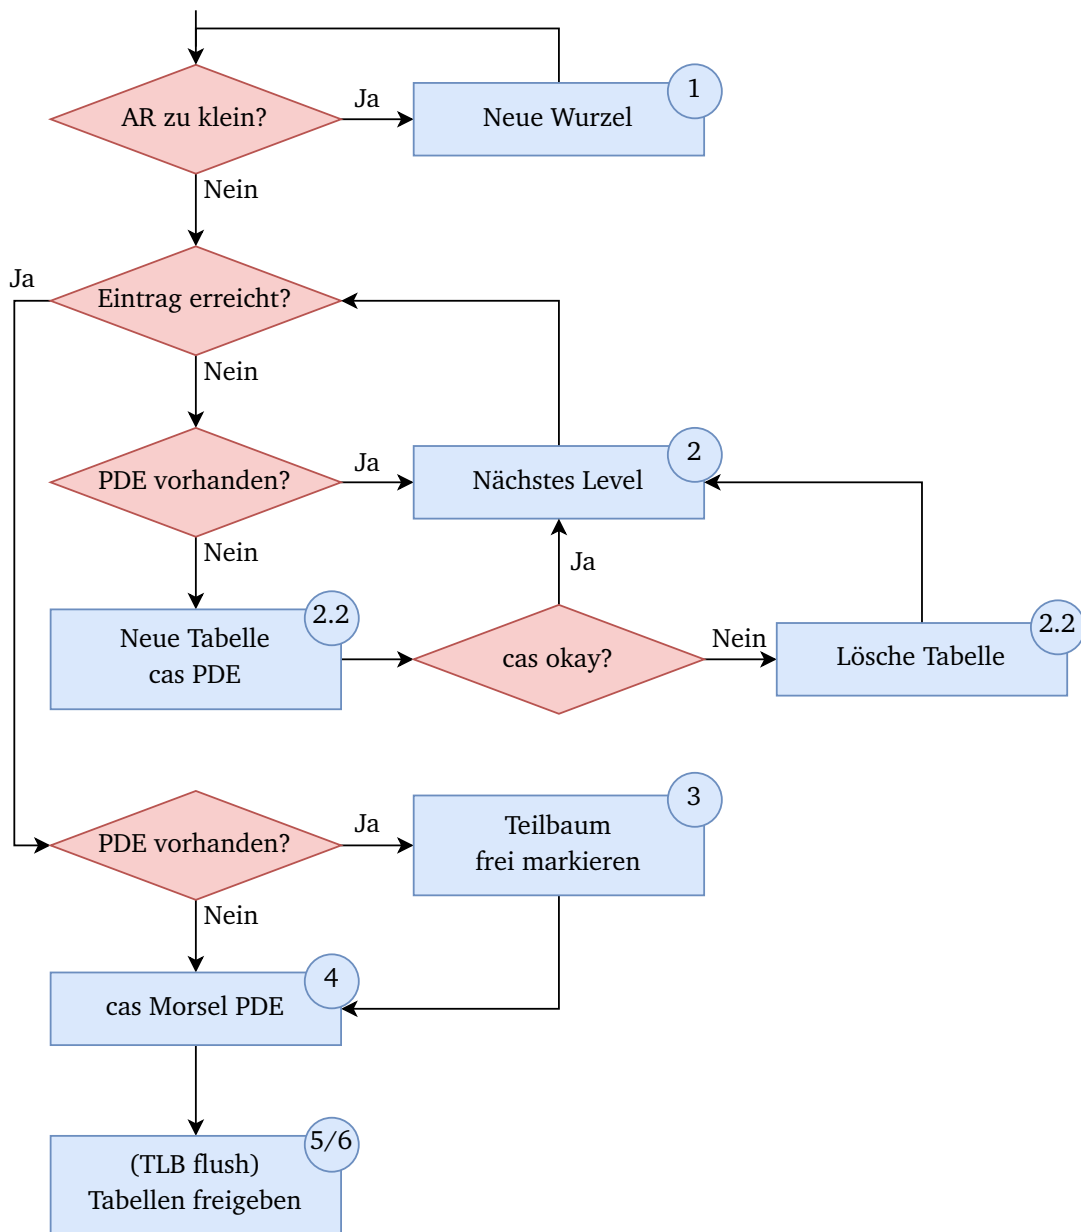 AR zu klein?
Ja
Neue Wurzel
1
Nein
Ja
Eintrag erreicht?
Nein
PDE vorhanden?
Ja
Nächstes Level
2
Nein
Ja
Neue Tabelle
cas PDE
2.2
cas okay?
Nein
Lösche Tabelle
2.2
PDE vorhanden?
Ja
Teilbaum
frei markieren
3
Nein
cas Morsel PDE
4
(TLB flush)
Tabellen freigeben
5/6